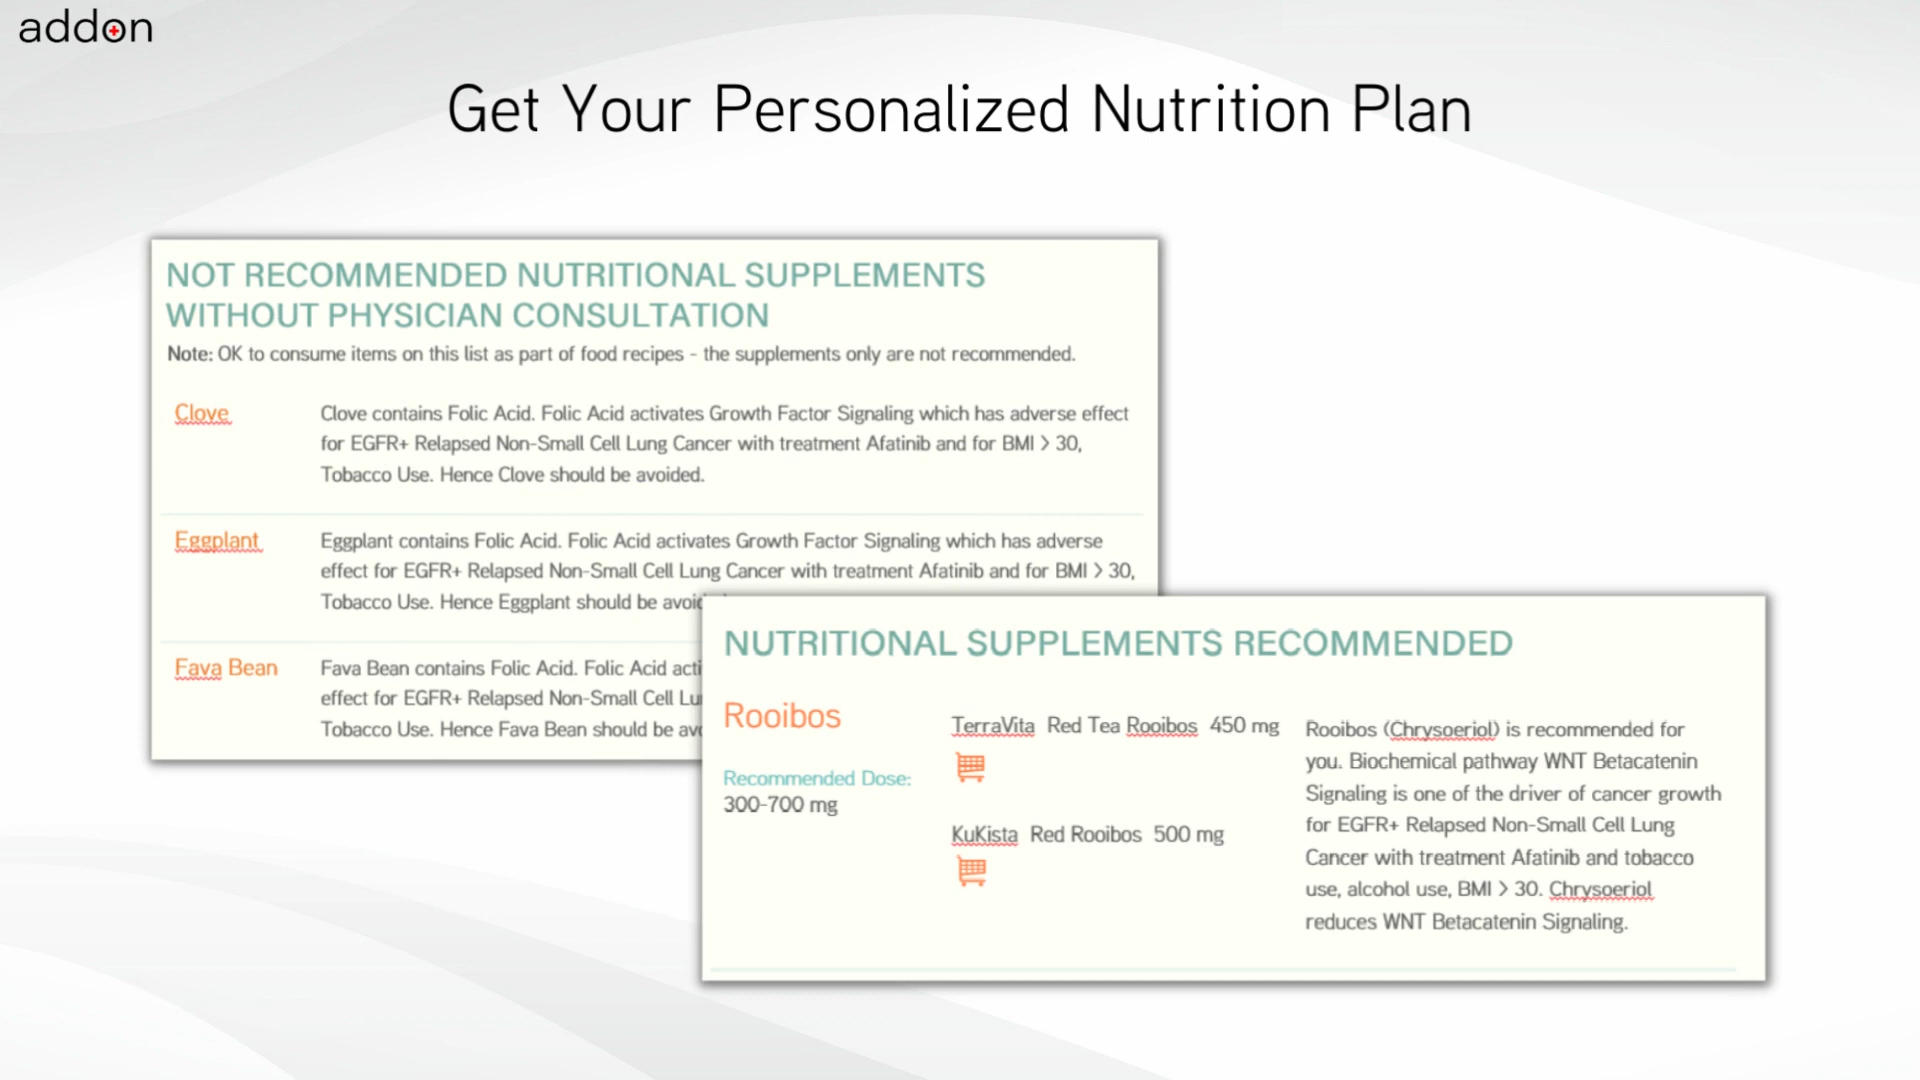 addon
Get Your Personalized Nutrition Plan
NOT RECOMMENDED NUTRITIONAL SUPPLEMENTS
WITHOUT PHYSICIAN CONSULTATION
Note: OK to consume items on this list as part of food recipes - the supplements only are not recommended.
Clove
Clove contains Folic Acid. Folic Acid activates Growth Factor Signaling which has adverse effect
for EGFR+ Relapsed Non-Small Cell Lung Cancer with treatment Afatinib and for BMI > 30,
Tobacco Use. Hence Clove should be avoided.
Eggplant
Eggplant contains Folic Acid. Folic Acid activates Growth Factor Signaling which has adverse
effect for EGFR+ Relapsed Non-Small Cell Lung Cancer with treatment Afatinib and for BMI > 30,
Tobacco Use. Hence Eggplant should be
Fava Bean
Fava Bean contains Folic Acid. Folic Acid
effect for EGFR+ Relapsed Non-Small Cell
Tobacco Use. Hence Fava Bean should be
NUTRITIONAL SUPPLEMENTS RECOMMENDED
Rooibos
Recommended Dose:
300-700 mg
TerraVita Red Tea Rooibos 450 mg
KuKista Red Rooibos 500 mg
Rooibos (Chrysoeriol) is recommended for
you. Biochemical pathway WNT Betacatenin
Signaling is one of the driver of cancer growth
for EGFR+ Relapsed Non-Small Cell Lung
Cancer with treatment Afatinib and tobacco
use, alcohol use, BMI > 30. Chrysoeriol
reduces WNT Betacatenin Signaling.